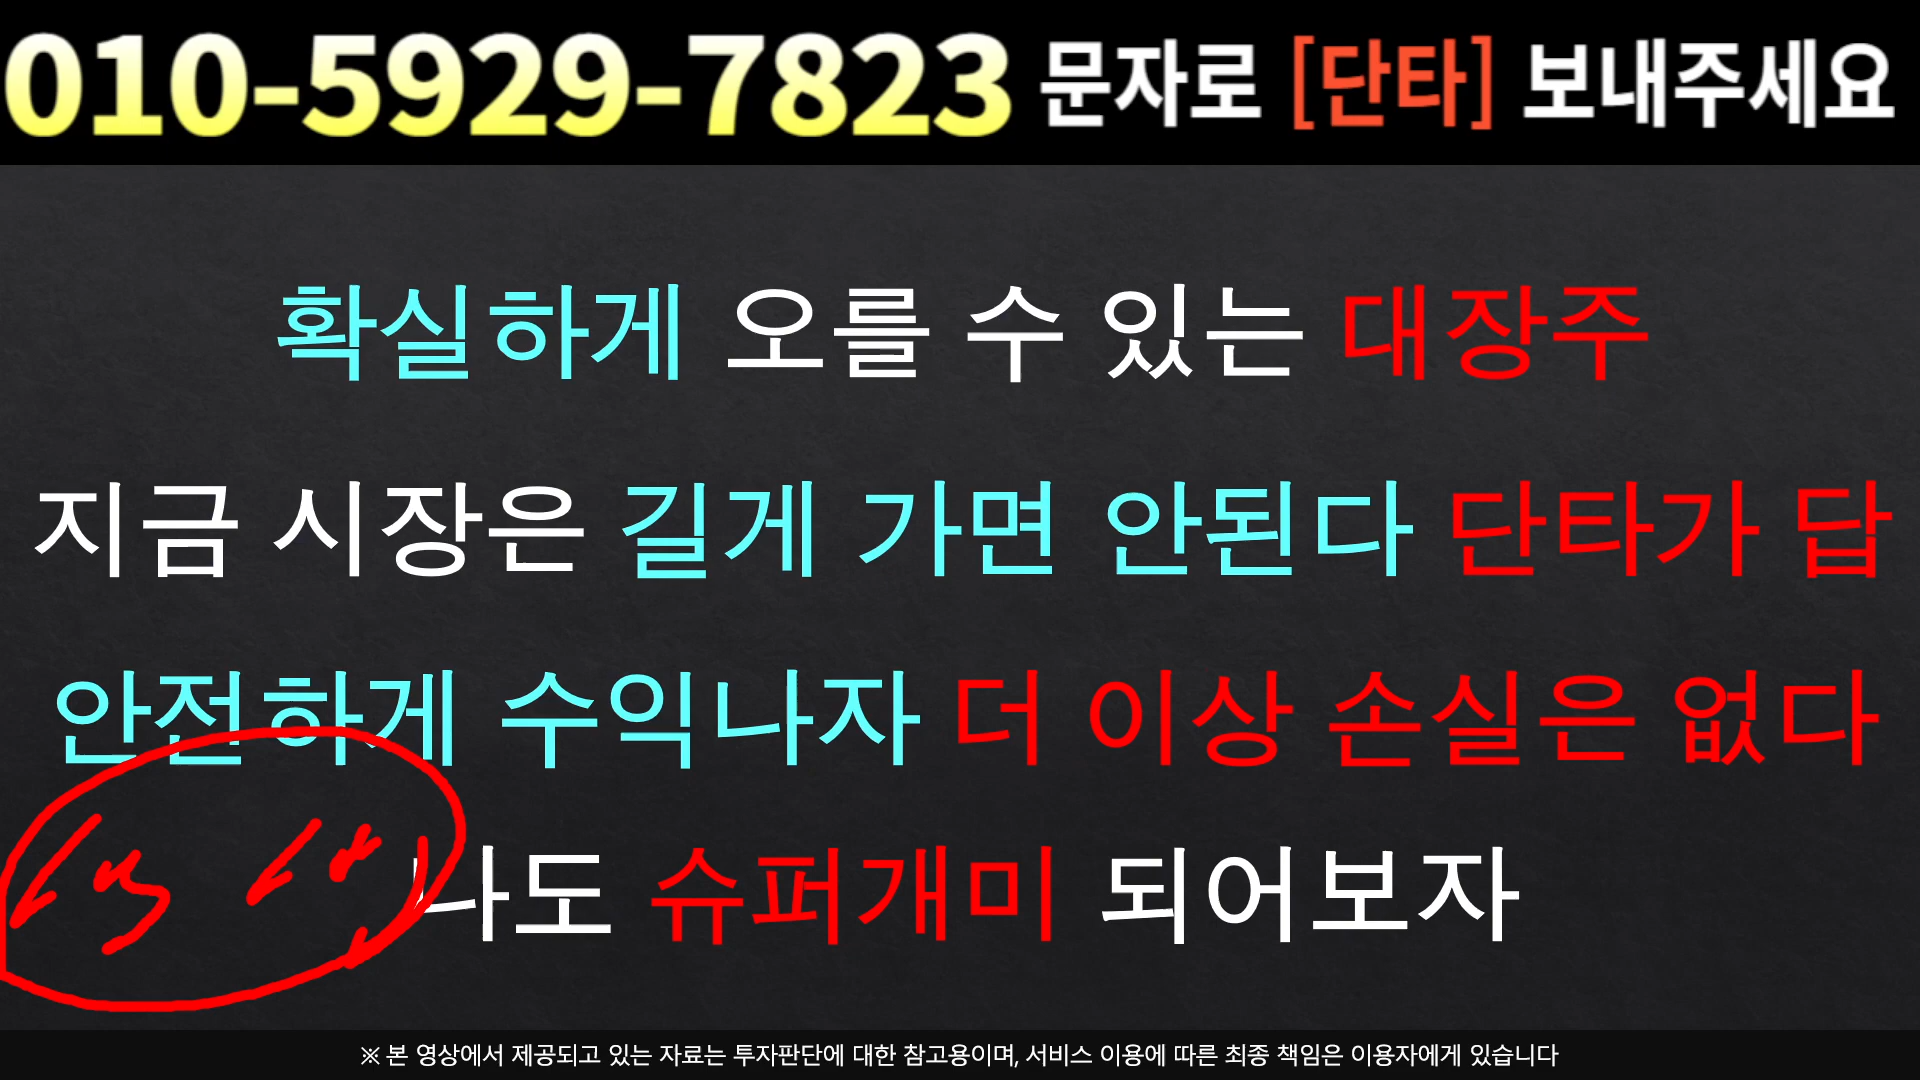 010-5929-7823 문자로 [단타] 보내주세요
확실하게 오를 수 있는 대장주
지금 시장은 길게 가면 안된다 단타가 답
안전하게 수익나자 더 이상 손실은 없다
나도 슈퍼개미 되어보자
※ 본 영상에서 제공되고 있는 자료는 투자판단에 대한 참고용이며, 서비스 이용에 따른 최종 책임은 이용자에게 있습니다